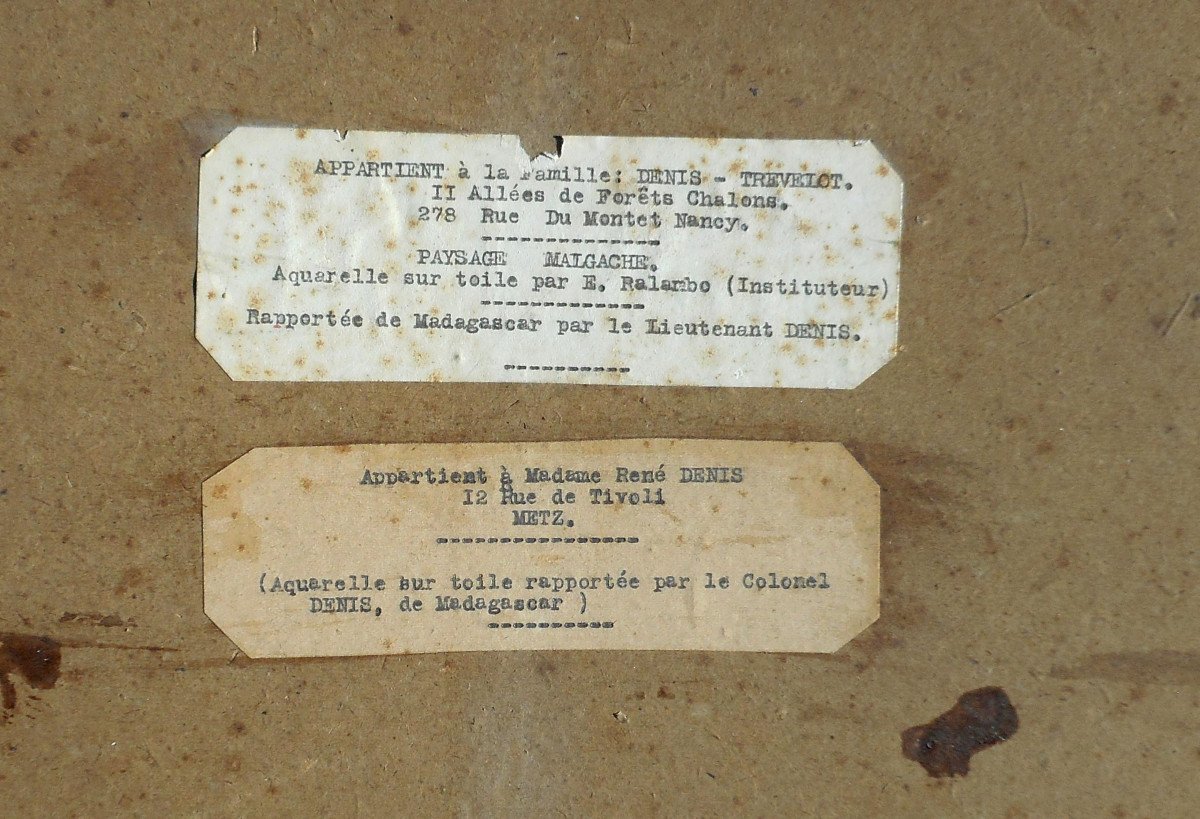 APPARTIENT à la Famille: DENIS - TREVELOT.
II Allées de Forêts Chalons.
278 Rue Du Montet Nancy.
PAYSAGE MALGACHE.
Aquarelle sur toile par E. Ralambo (Instituteur)
Rapportée de Madagascar par le Lieutenant DENIS.
Appartient à Madame René DENIS
I2 Rue de Tivoli
METZ.
(Aquarelle sur toile rapportée par le Colonel
DENIS, de Madagascar )